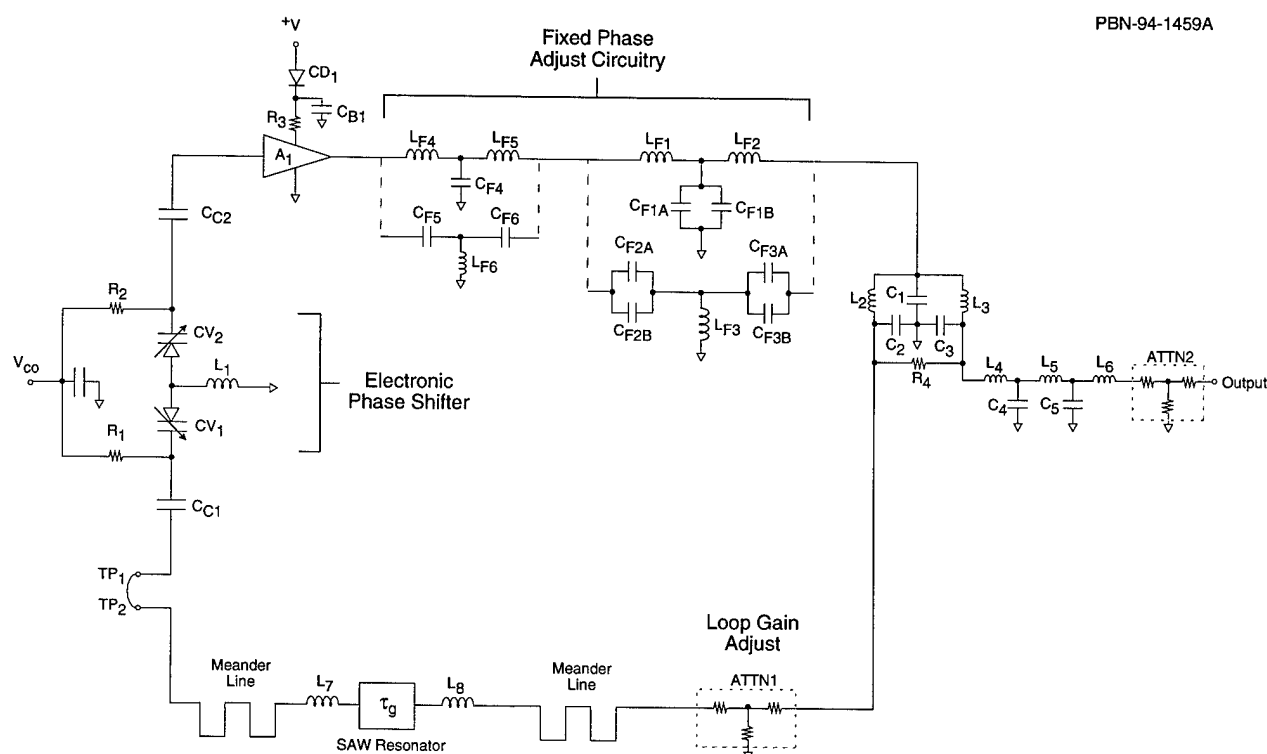 PBN-94-1459A
+V
CD1
CB1
R3
A1
Fixed Phase
Adjust Circuitry
LF4
LF5
CF4
CF5
CF6
LF6
LF1
LF2
CF1A
CF1B
CF2A
CF2B
CF3A
CF3B
LF3
CC2
R2
CV2
Vco
L1
CV1
R1
Electronic
Phase Shifter
CC1
TP1
TP2
L2
C1
L3
C2
C3
R4
L4
L5
L6
C4
C5
ATTN2
Output
Meander
Line
L7
τg
L8
SAW Resonator
Meander
Line
Loop Gain
Adjust
ATTN1